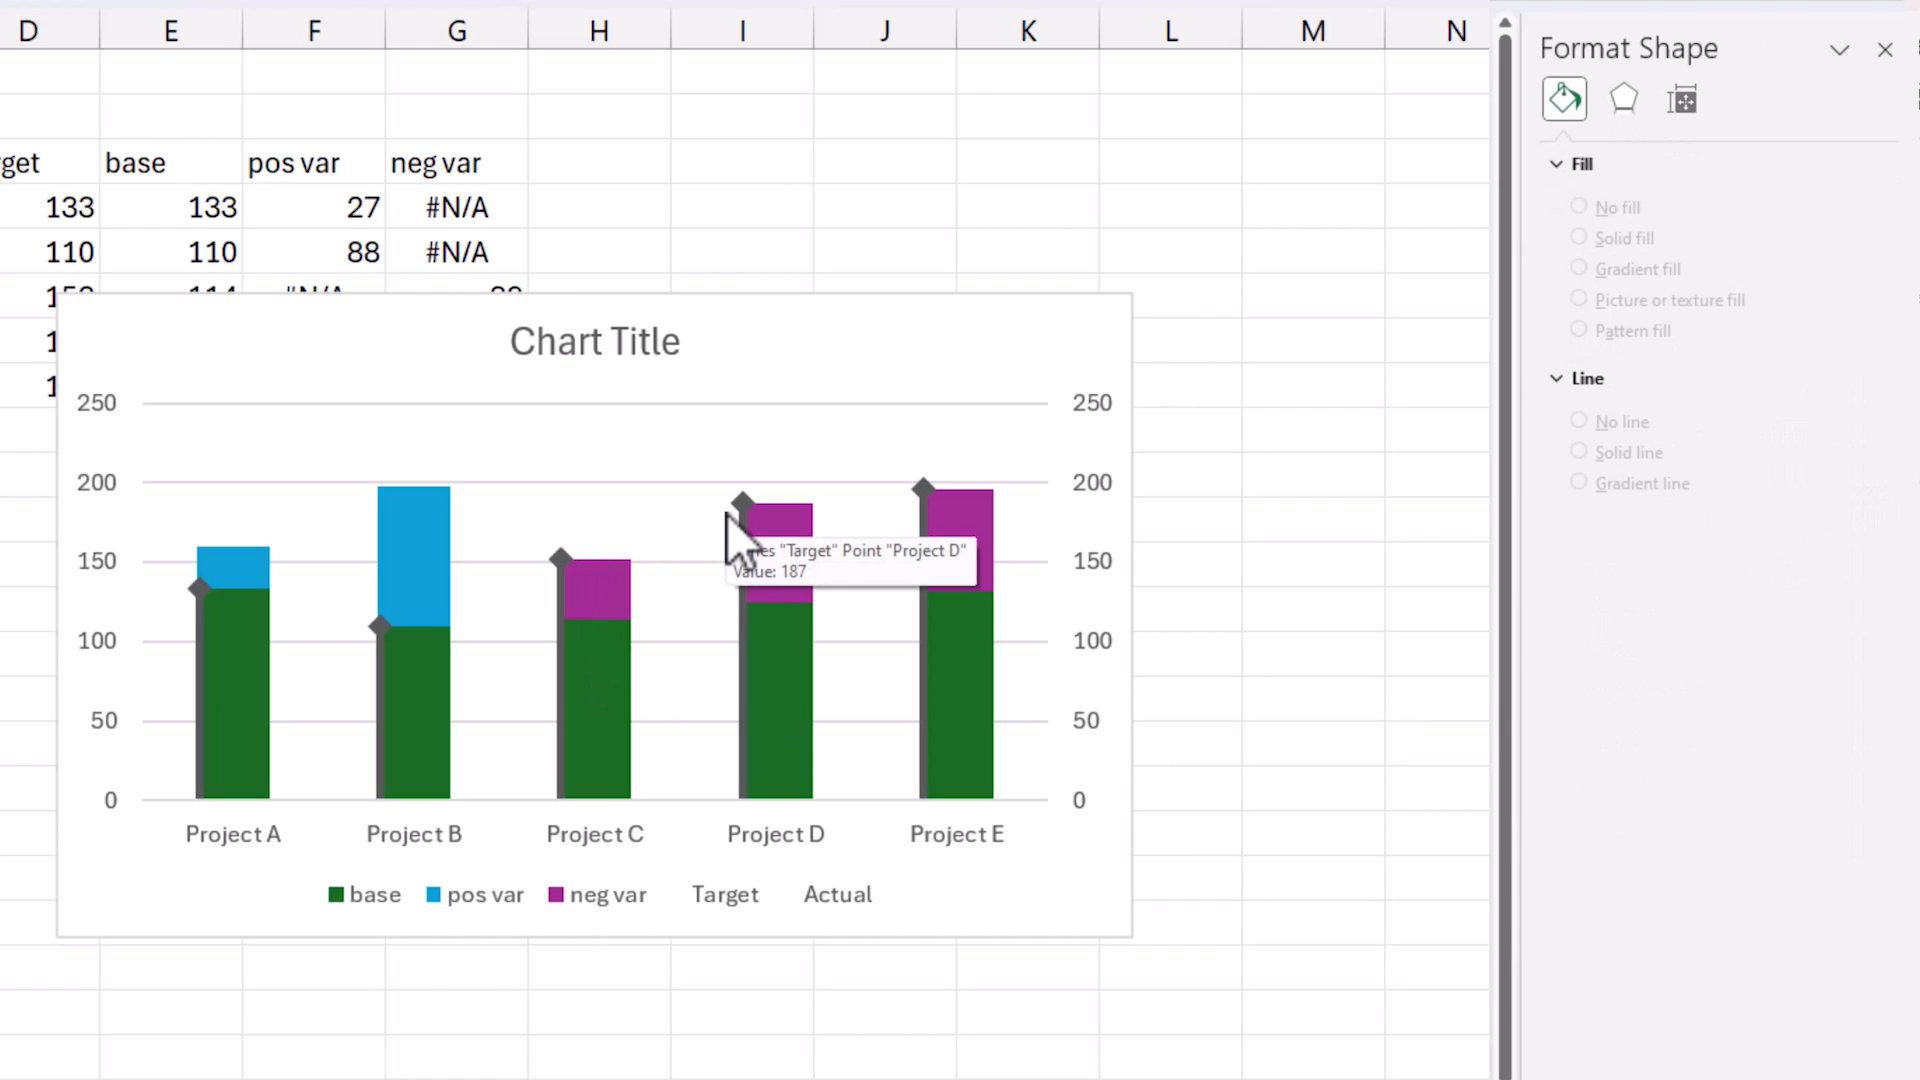 D E F G H I J K L M N
base pos var neg var
133 133 27 #N/A
110 110 88 #N/A
Chart Title
250 250
200 200
150 150
100 100
50 50
0 0
"Target" Point "Project D"
Value: 187
Project A Project B Project C Project D Project E
base pos var neg var Target Actual
Format Shape
Fill
No fill
Solid fill
Gradient fill
Picture or texture fill
Pattern fill
Line
No line
Solid line
Gradient line